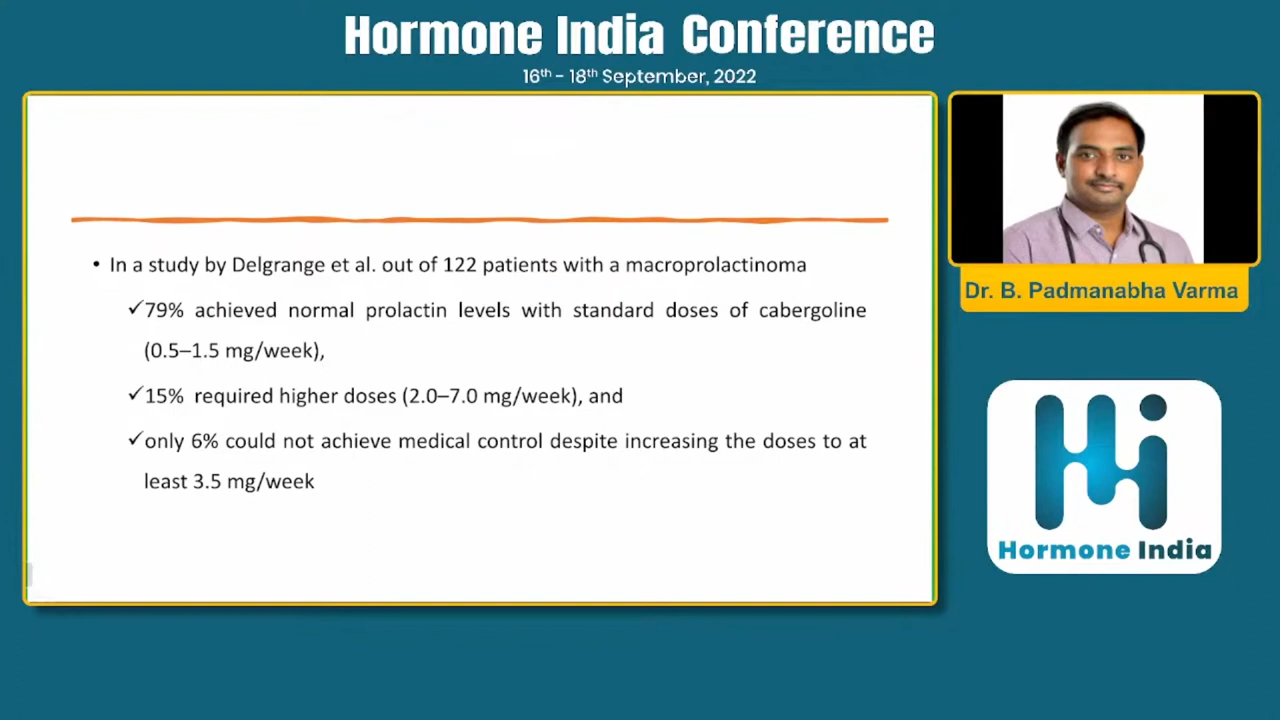 Hormone India Conference
16th - 18th September, 2022
• In a study by Delgrange et al. out of 122 patients with a macroprolactinoma
✓79% achieved normal prolactin levels with standard doses of cabergoline
(0.5–1.5 mg/week),
✓15% required higher doses (2.0–7.0 mg/week), and
✓only 6% could not achieve medical control despite increasing the doses to at
least 3.5 mg/week
Dr. B. Padmanabha Varma
Hi
Hormone India